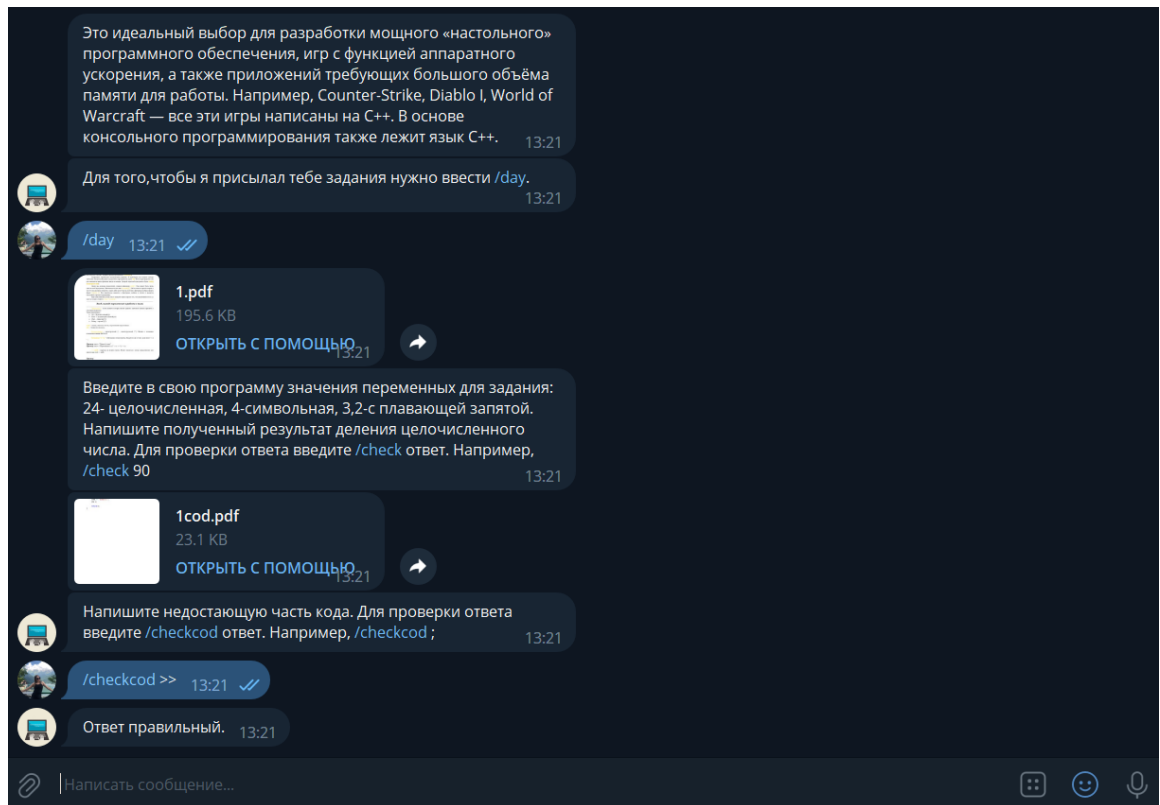 Это идеальный выбор для разработки мощного «настольного»
программного обеспечения, игр с функцией аппаратного
ускорения, а также приложений требующих большого объёма
памяти для работы. Например, Counter-Strike, Diablo I, World of
Warcraft — все эти игры написаны на C++. В основе
консольного программирования также лежит язык C++. 13:21
Для того,чтобы я присылал тебе задания нужно ввести /day.
13:21
/day 13:21
1.pdf
195.6 KB
ОТКРЫТЬ С ПОМОЩЬЮ
13:21
Введите в свою программу значения переменных для задания:
24- целочисленная, 4-символьная, 3,2-с плавающей запятой.
Напишите полученный результат деления целочисленного
числа. Для проверки ответа введите /check ответ. Например,
/check 90 13:21
1cod.pdf
23.1 KB
ОТКРЫТЬ С ПОМОЩЬЮ
13:21
Напишите недостающую часть кода. Для проверки ответа
введите /checkcod ответ. Например, /checkcod ; 13:21
/checkcod >> 13:21
Ответ правильный. 13:21
Написать сообщение...